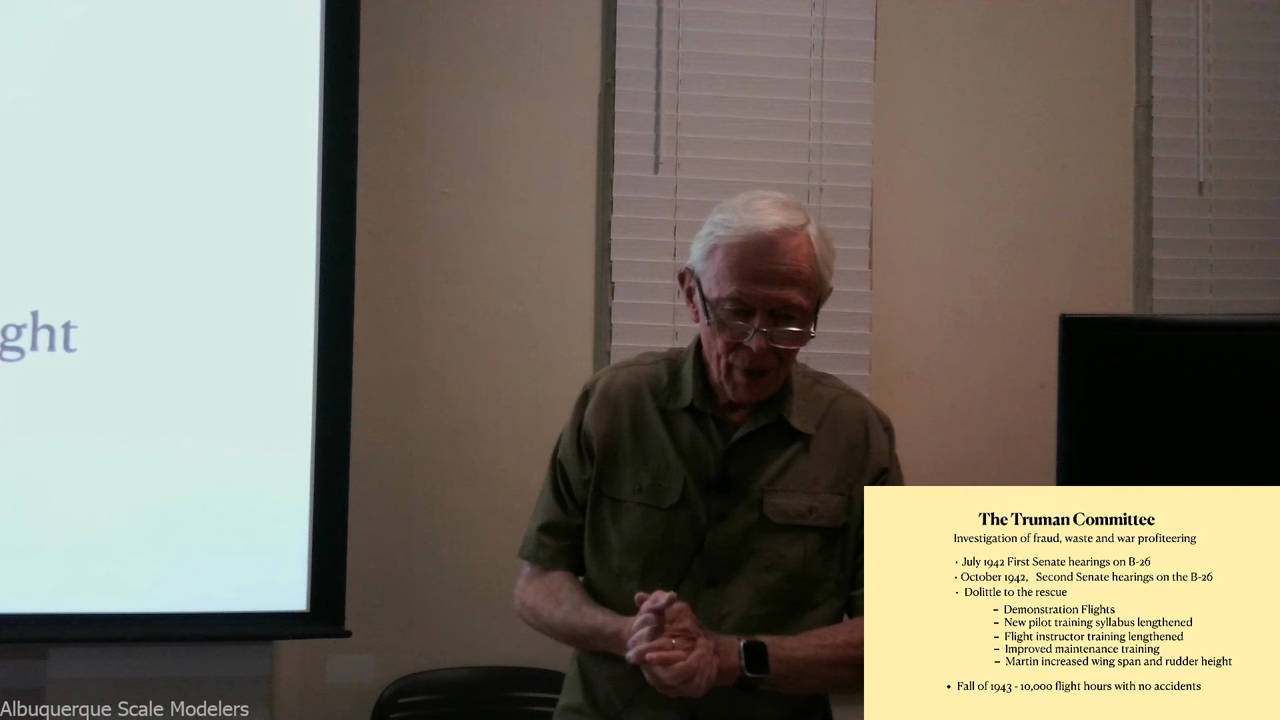 ght
The Truman Committee
Investigation of fraud, waste and war profiteering
· July 1942 First Senate hearings on B-26
· October 1942, Second Senate hearings on the B-26
· Dolittle to the rescue
– Demonstration Flights
– New pilot training syllabus lengthened
– Flight instructor training lengthened
– Improved maintenance training
– Martin increased wing span and rudder height
• Fall of 1943 - 10,000 flight hours with no accidents
Albuquerque Scale Modelers